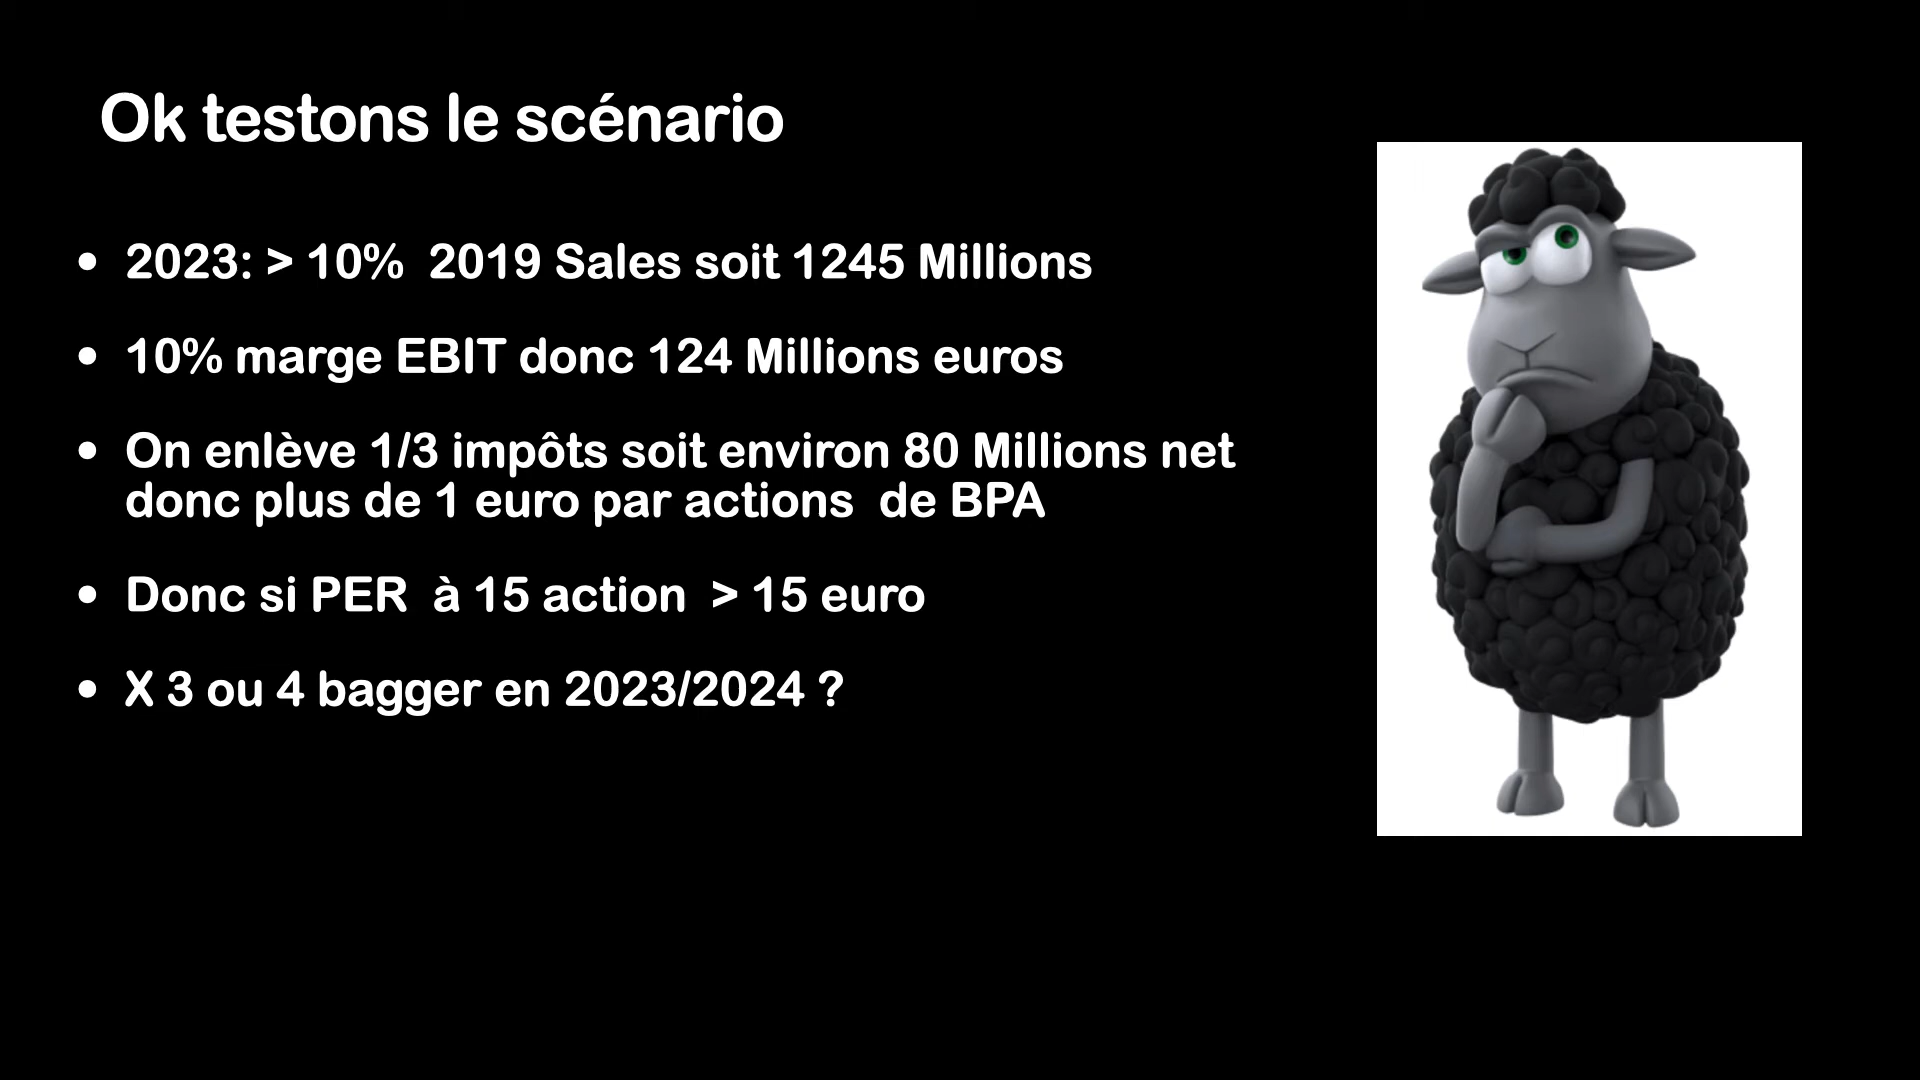 Ok testons le scénario
• 2023: > 10% 2019 Sales soit 1245 Millions
• 10% marge EBIT donc 124 Millions euros
• On enlève 1/3 impôts soit environ 80 Millions net
donc plus de 1 euro par actions de BPA
• Donc si PER à 15 action > 15 euro
• X 3 ou 4 bagger en 2023/2024 ?